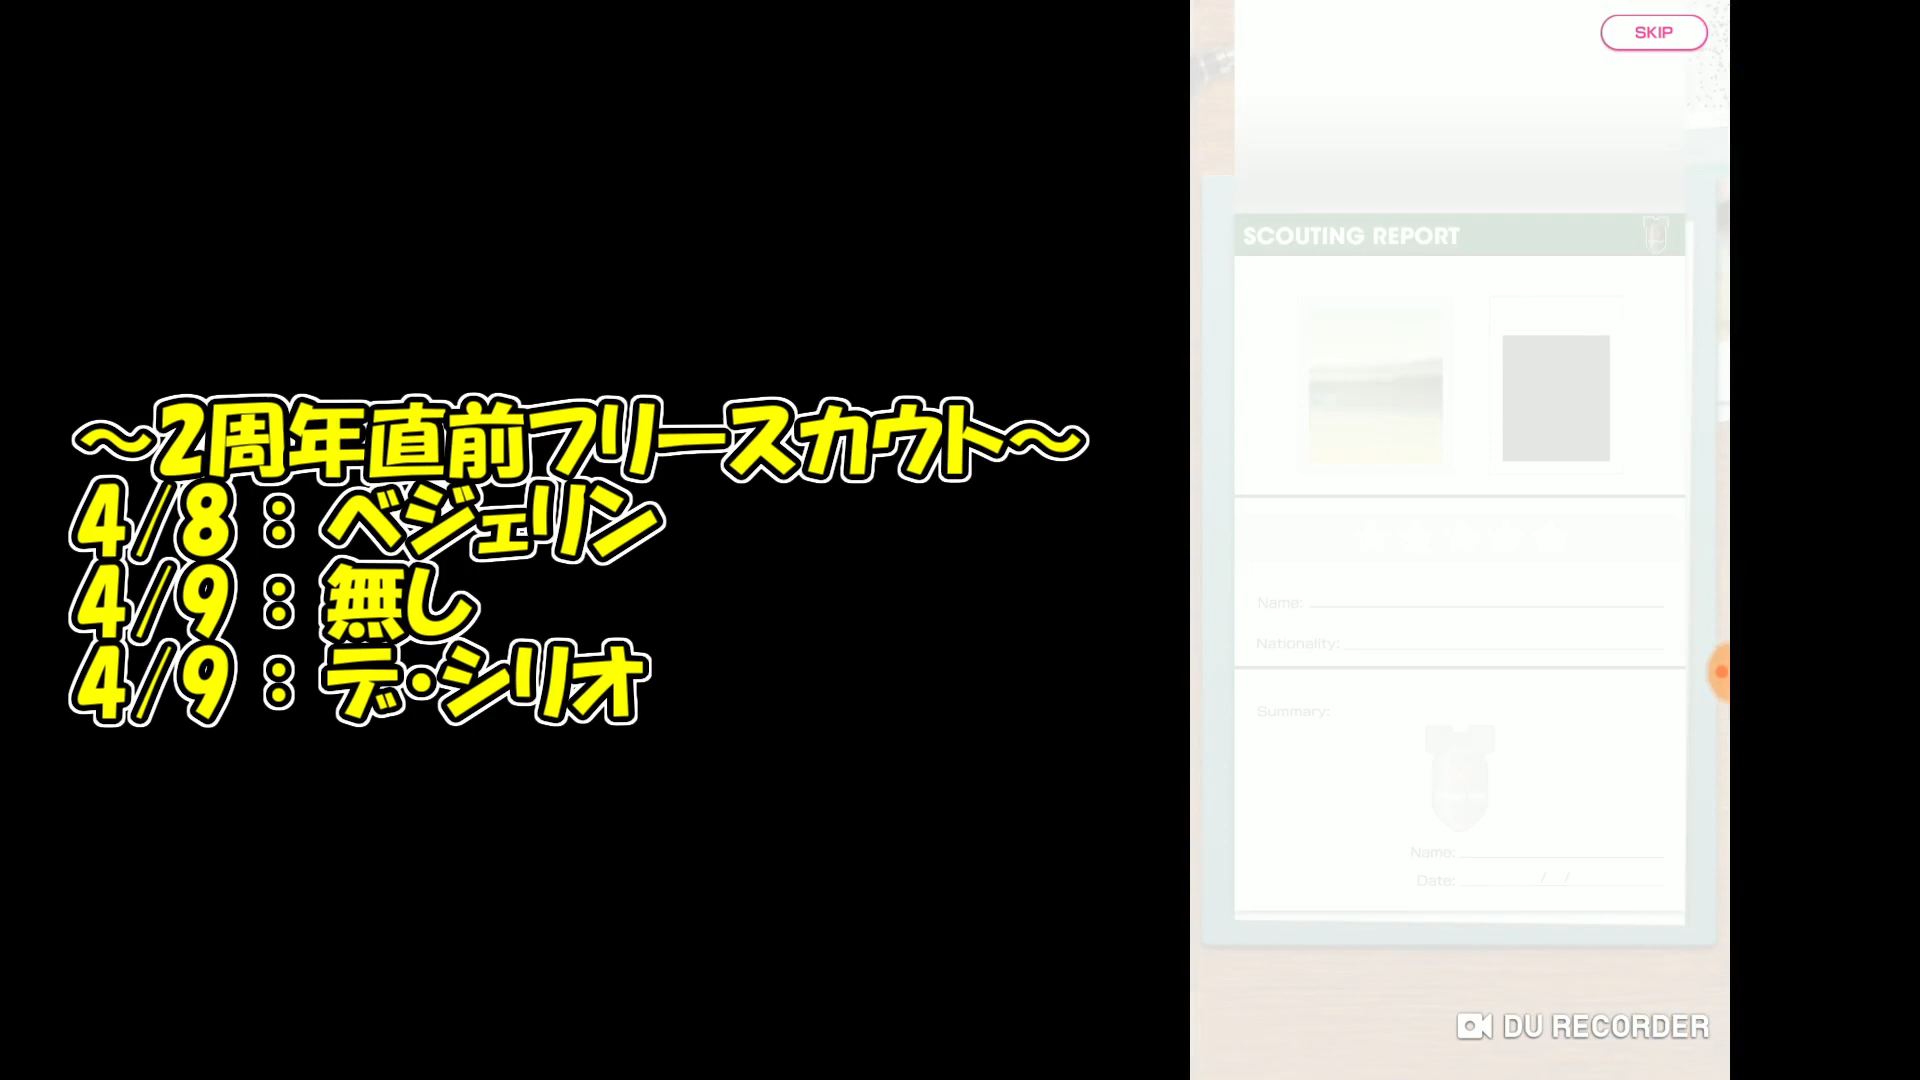 ～2周年直前フリースカウト～
4/8：ベジェリン
4/9：無し
4/9：デ・シリオ
SKIP
SCOUTING REPORT
Name:
Nationality:
Summary:
Name:
Date: / /
DU RECORDER